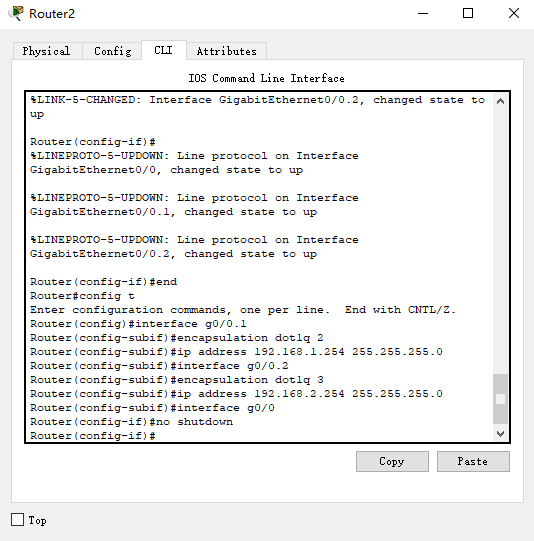 Router2
Physical Config CLI Attributes
IOS Command Line Interface
%LINK-5-CHANGED: Interface GigabitEthernet0/0.2, changed state to
up
Router(config-if)#
%LINEPROTO-5-UPDOWN: Line protocol on Interface
GigabitEthernet0/0, changed state to up
%LINEPROTO-5-UPDOWN: Line protocol on Interface
GigabitEthernet0/0.1, changed state to up
%LINEPROTO-5-UPDOWN: Line protocol on Interface
GigabitEthernet0/0.2, changed state to up
Router(config-if)#end
Router#config t
Enter configuration commands, one per line.  End with CNTL/Z.
Router(config)#interface g0/0.1
Router(config-subif)#encapsulation dot1q 2
Router(config-subif)#ip address 192.168.1.254 255.255.255.0
Router(config-subif)#interface g0/0.2
Router(config-subif)#encapsulation dot1q 3
Router(config-subif)#ip address 192.168.2.254 255.255.255.0
Router(config-subif)#interface g0/0
Router(config-if)#no shutdown
Router(config-if)#
Copy Paste
Top